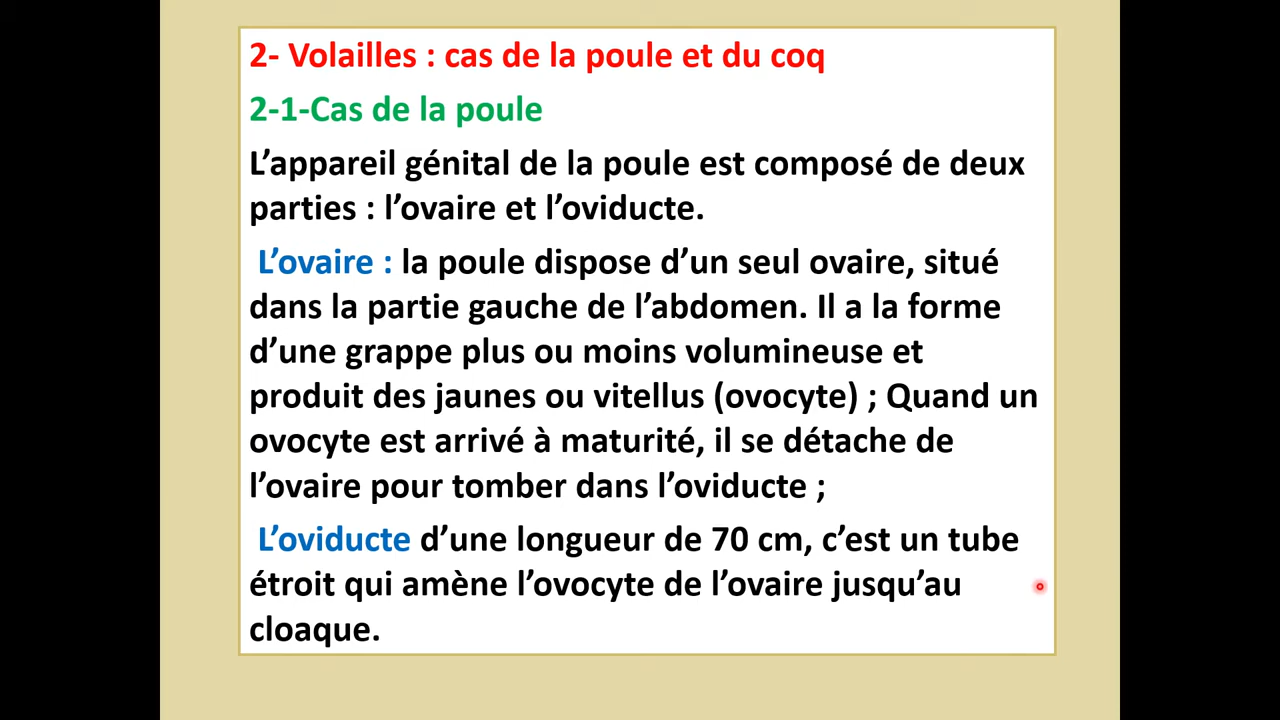 2- Volailles : cas de la poule et du coq
2-1-Cas de la poule
L’appareil génital de la poule est composé de deux
parties : l’ovaire et l’oviducte.
L’ovaire : la poule dispose d’un seul ovaire, situé
dans la partie gauche de l’abdomen. Il a la forme
d’une grappe plus ou moins volumineuse et
produit des jaunes ou vitellus (ovocyte) ; Quand un
ovocyte est arrivé à maturité, il se détache de
l’ovaire pour tomber dans l’oviducte ;
L’oviducte d’une longueur de 70 cm, c’est un tube
étroit qui amène l’ovocyte de l’ovaire jusqu’au
cloaque.